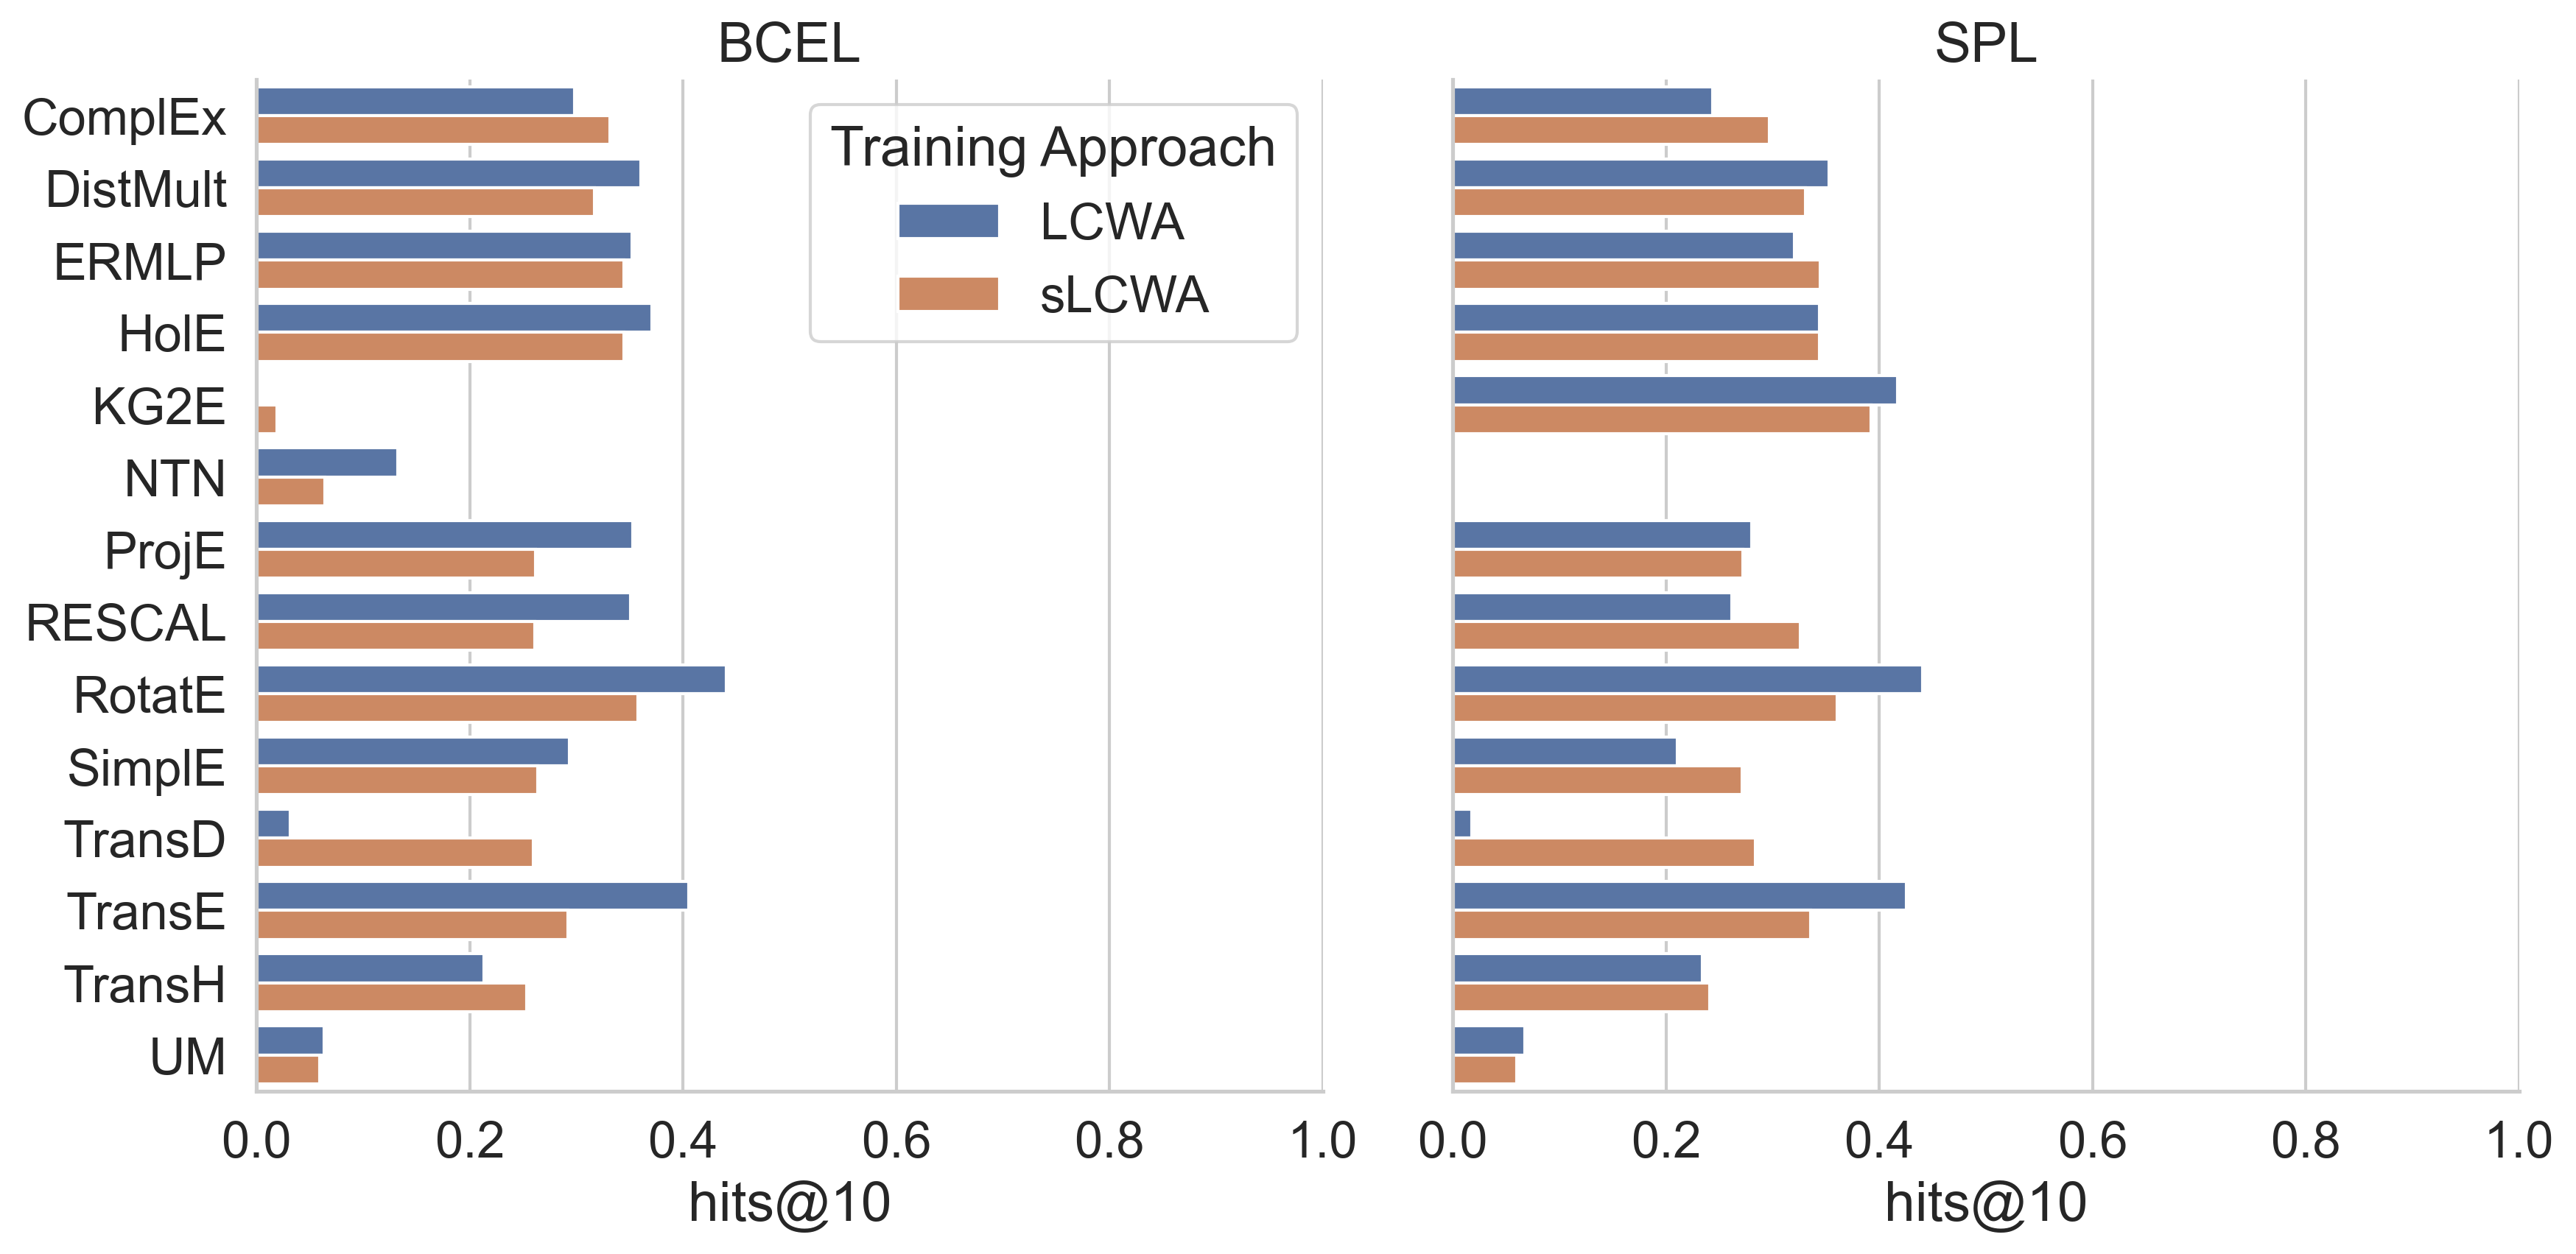 BCEL
SPL
Training Approach
LCWA
sLCWA
ComplEx
DistMult
ERMLP
HolE
KG2E
NTN
ProjE
RESCAL
RotatE
SimplE
TransD
TransE
TransH
UM
0.0 0.2 0.4 0.6 0.8 1.0
0.0 0.2 0.4 0.6 0.8 1.0
hits@10
hits@10